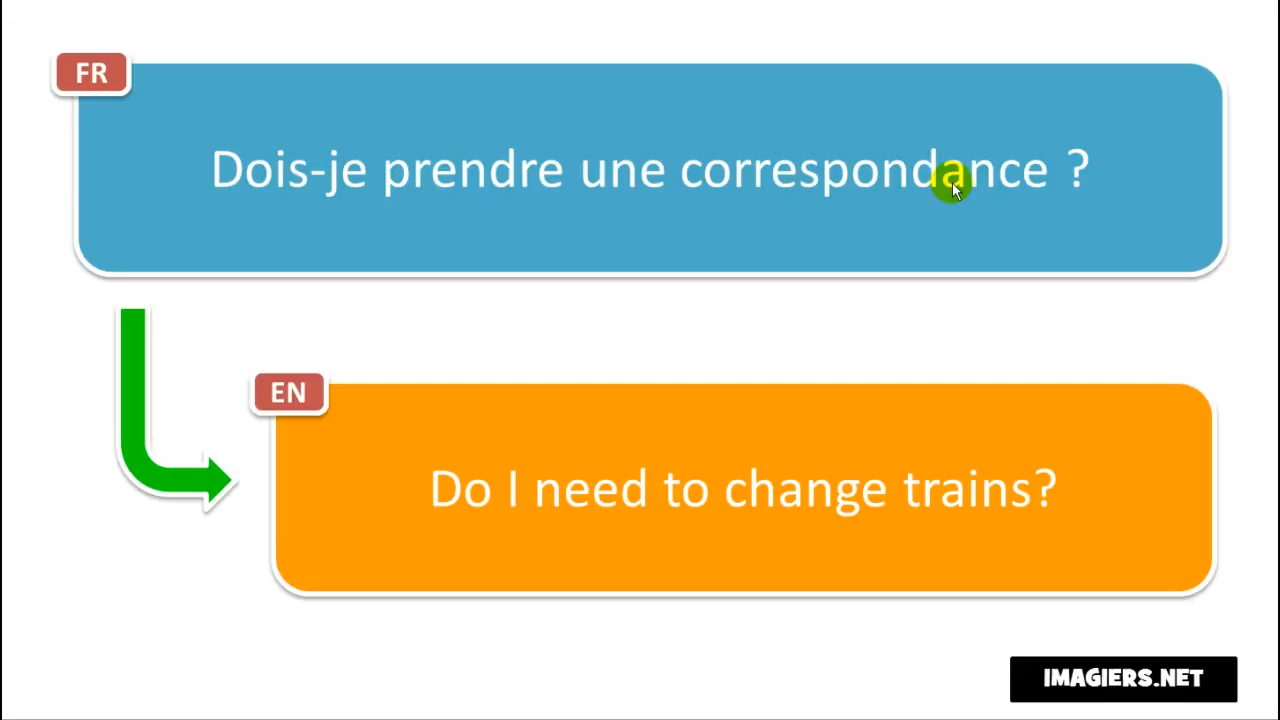 FR
Dois-je prendre une correspondance ?
EN
Do I need to change trains?
IMAGIERS.NET